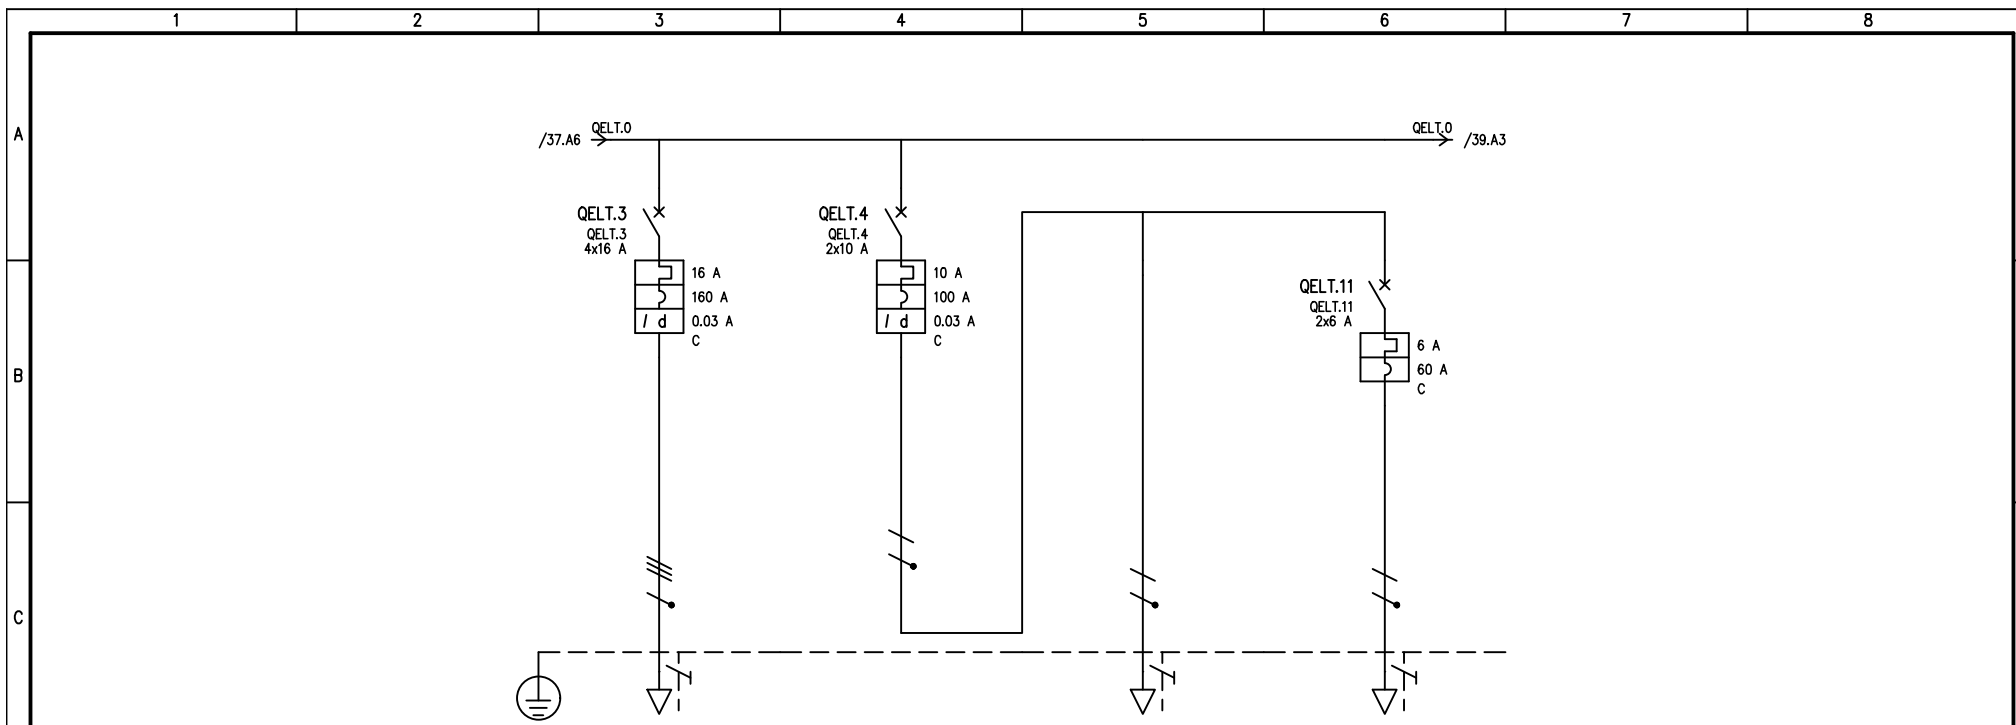 1 2 3 4 5 6 7 8
A
QELT.0 QELT.0
/37.A6 /39.A3
QELT.3 QELT.4
QELT.3 QELT.4
4x16 A 2x10 A
16 A 10 A
QELT.11
160 A 100 A
QELT.11
I d 0.03 A I d 0.03 A 2x6 A
C C
6 A
B
60 A
C
C